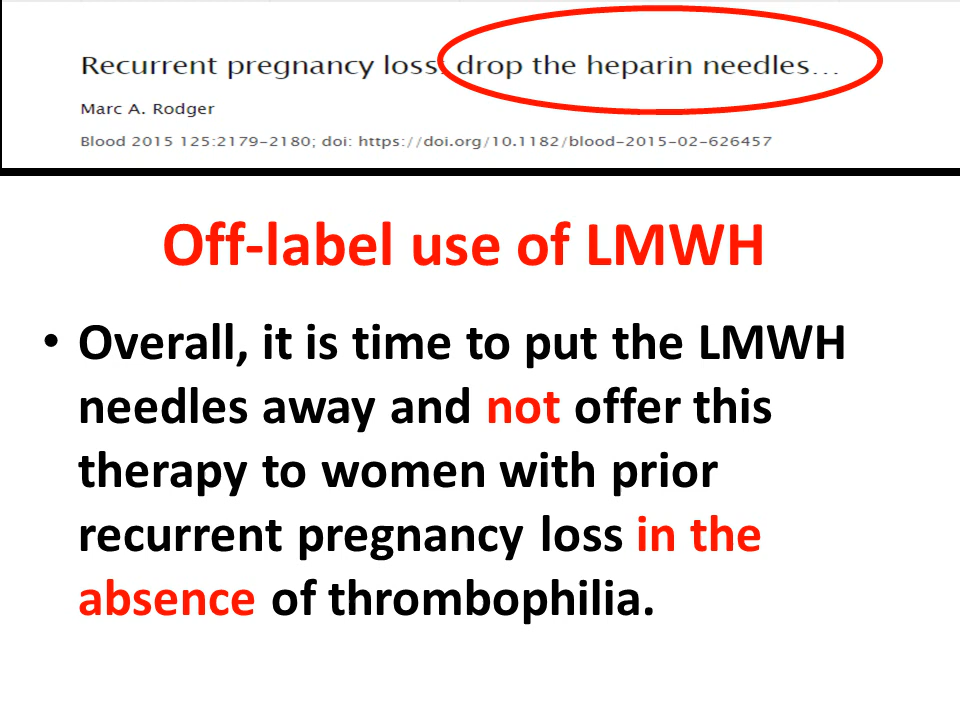 Recurrent pregnancy loss: drop the heparin needles...
Marc A. Rodger
Blood 2015 125:2179-2180; doi: https://doi.org/10.1182/blood-2015-02-626457
Off-label use of LMWH
• Overall, it is time to put the LMWH
needles away and not offer this
therapy to women with prior
recurrent pregnancy loss in the
absence of thrombophilia.